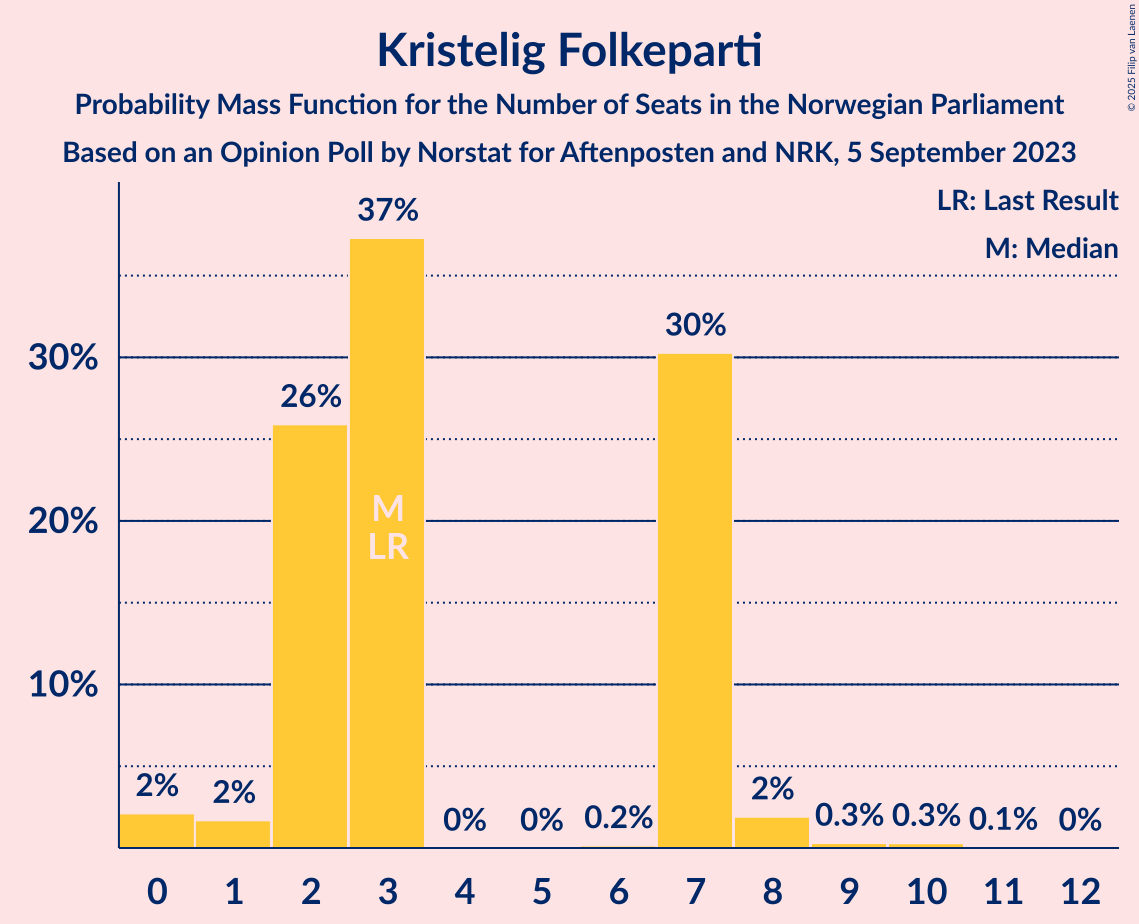 Kristelig Folkeparti
Probability Mass Function for the Number of Seats in the Norwegian Parliament
Based on an Opinion Poll by Norstat for Aftenposten and NRK, 5 September 2023
© 2025 Filip van Laenen
LR: Last Result
M: Median
37%
30%
26%
M
LR
2%
2%
0%
0%
0.2%
2%
0.3%
0.3%
0.1%
0%
30%
20%
10%
0 1 2 3 4 5 6 7 8 9 10 11 12